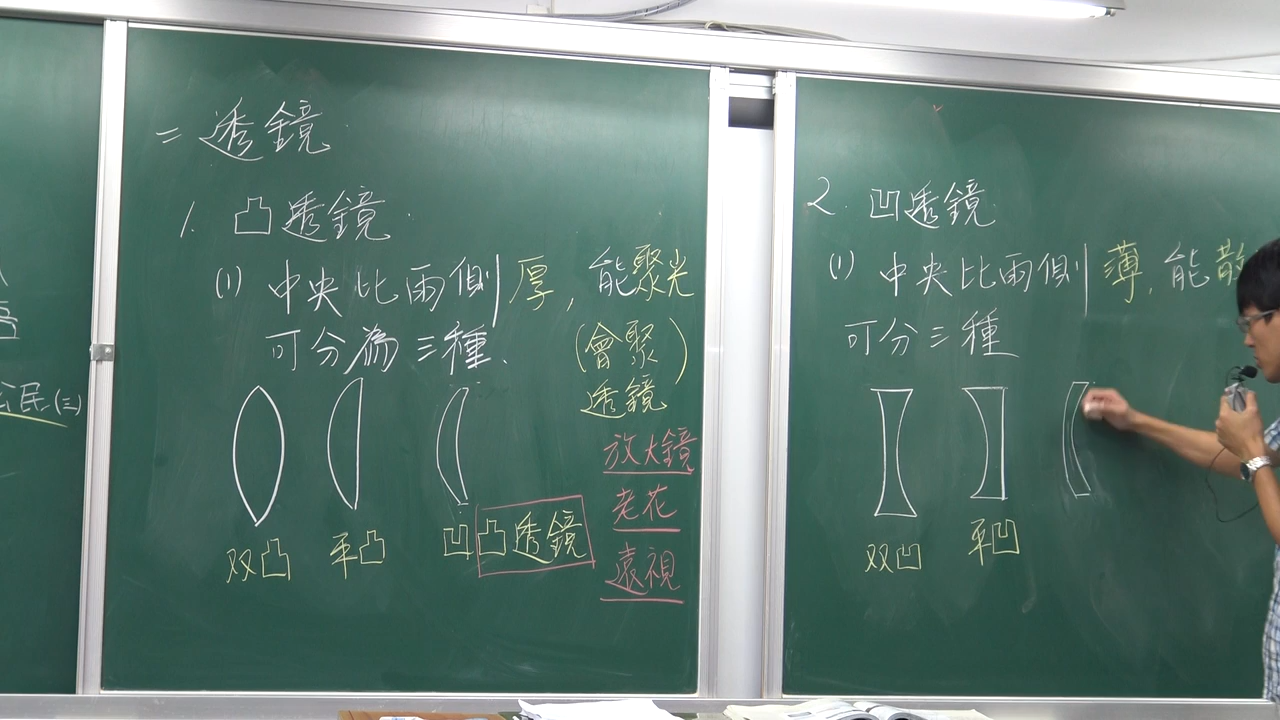 公民(三)
二 透鏡
1. 凸透鏡
(1) 中央比兩側厚, 能聚光
可分為三種.
(會聚)
透鏡
放大鏡
老花
遠視
双凸 平凸 凹凸透鏡
2. 凹透鏡
(1) 中央比兩側薄, 能散
可分三種
双凹 平凹